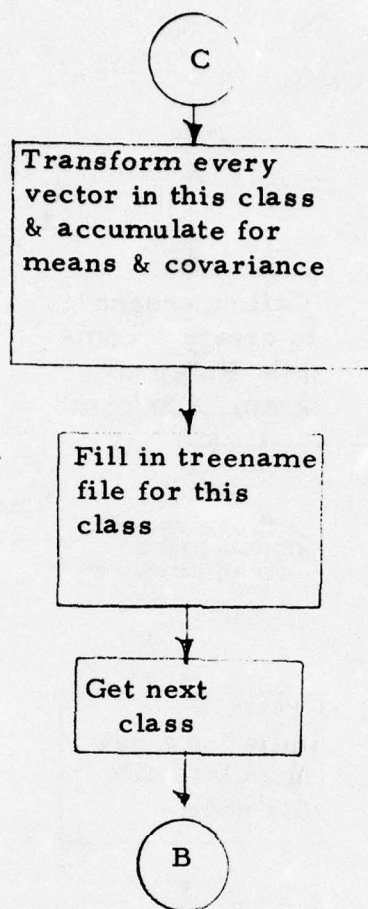 C
Transform every
vector in this class
& accumulate for
means & covariance
Fill in treename
file for this
class
Get next
class
B